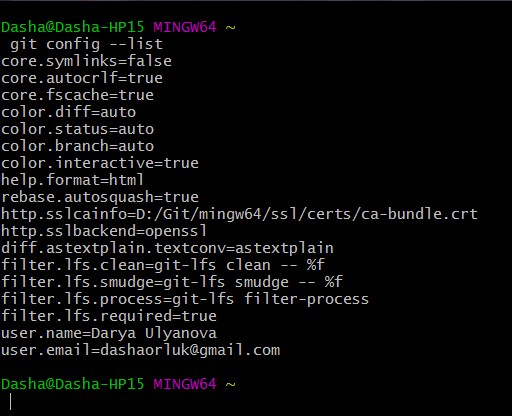 Dasha@Dasha-HP15 MINGW64 ~
git config --list
core.symlinks=false
core.autocrlf=true
core.fscache=true
color.diff=auto
color.status=auto
color.branch=auto
color.interactive=true
help.format=html
rebase.autosquash=true
http.sslcainfo=D:/Git/mingw64/ssl/certs/ca-bundle.crt
http.sslbackend=openssl
diff.astextplain.textconv=astextplain
filter.lfs.clean=git-lfs clean -- %f
filter.lfs.smudge=git-lfs smudge -- %f
filter.lfs.process=git-lfs filter-process
filter.lfs.required=true
user.name=Darya Ulyanova
user.email=dashaorluk@gmail.com
Dasha@Dasha-HP15 MINGW64 ~